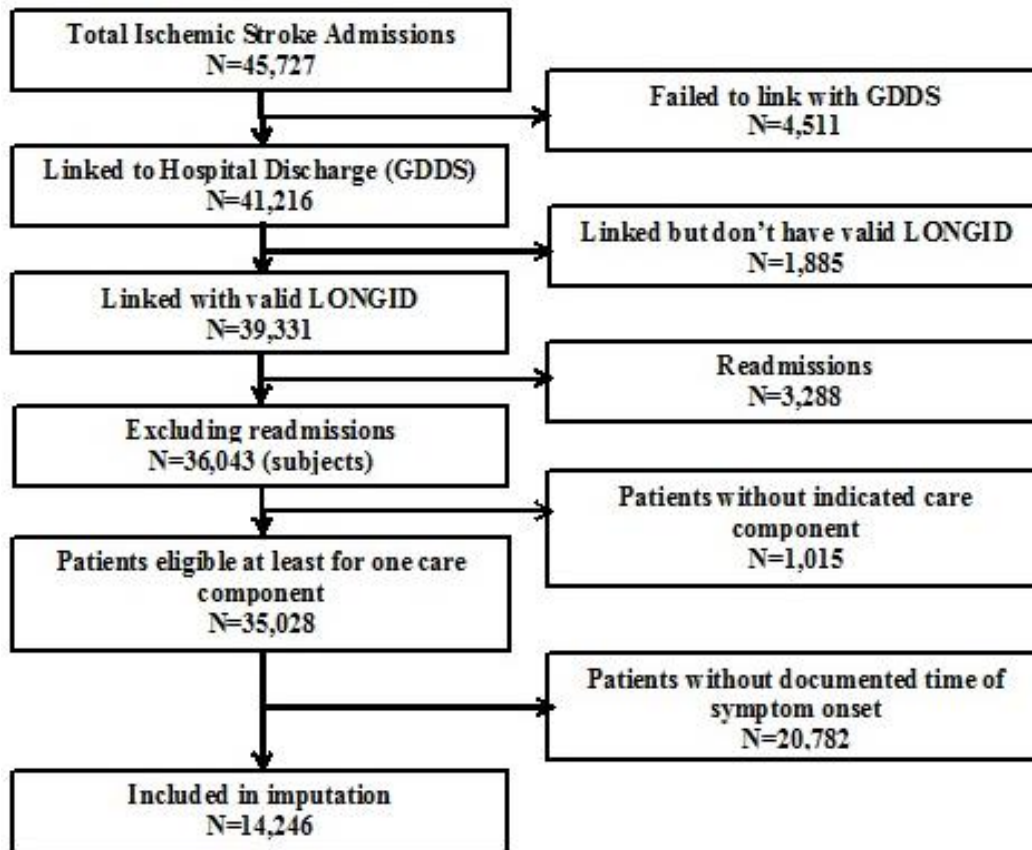 Total Ischemic Stroke Admissions
N=45,727
Failed to link with GDDS
N=4,511
Linked to Hospital Discharge (GDDS)
N=41,216
Linked but don't have valid LONGID
N=1,885
Linked with valid LONGID
N=39,331
Readmissions
N=3,288
Excluding readmissions
N=36,043 (subjects)
Patients without indicated care
component
N=1,015
Patients eligible at least for one care
component
N=35,028
Patients without documented time of
symptom onset
N=20,782
Included in imputation
N=14,246